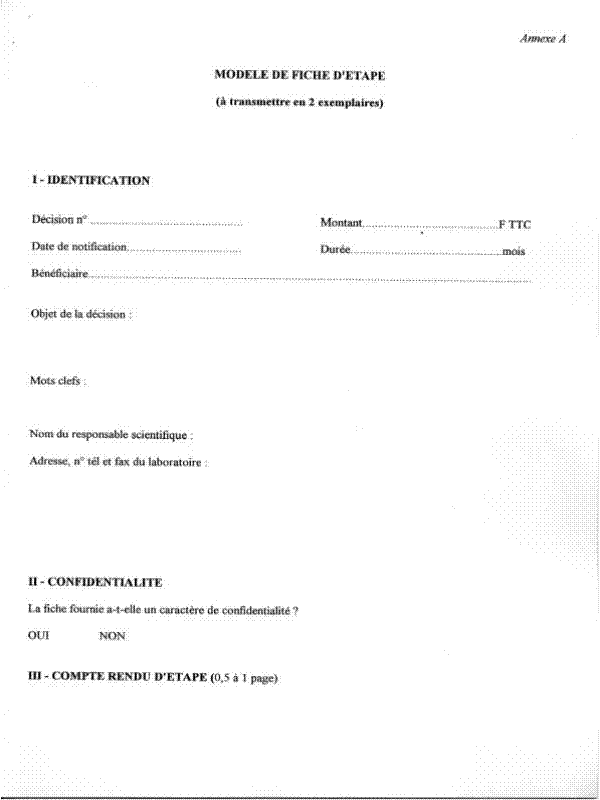 Annexe A
MODELE DE FICHE D'ETAPE
(à transmettre en 2 exemplaires)
I - IDENTIFICATION
Décision n° ..................................................
Montant..............................................F TTC
Date de notification......................................
Durée...................................................mois
Bénéficiaire....................................................................................................................................................
Objet de la décision :
Mots clefs :
Nom du responsable scientifique :
Adresse, n° tél et fax du laboratoire :
II - CONFIDENTIALITE
La fiche fournie a-t-elle un caractère de confidentialité ?
OUI NON
III - COMPTE RENDU D'ETAPE (0,5 à 1 page)